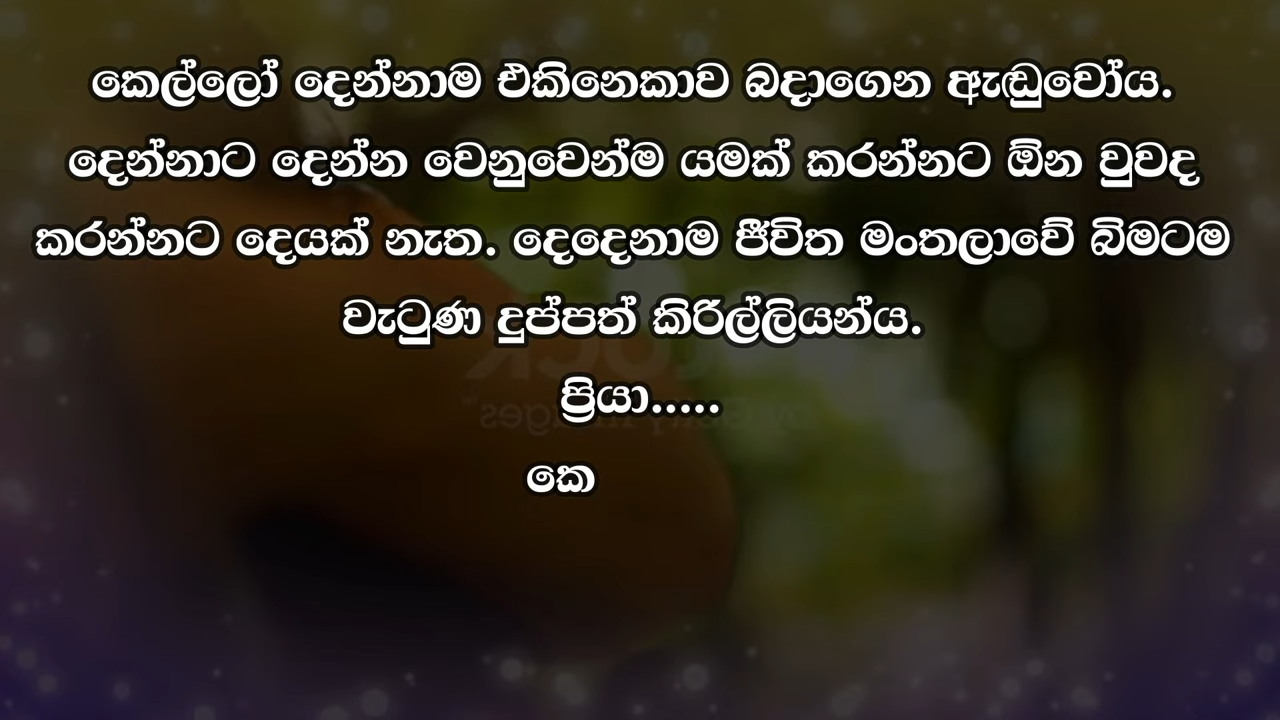 කෙල්ලෝ දෙන්නාම එකිනෙකාව බදාගෙන ඇඬුවෝය.
දෙන්නාට දෙන්න වෙනුවෙන්ම යමක් කරන්නට ඕන වුවද
කරන්නට දෙයක් නැත. දෙදෙනාම ජීවිත මංතලාවේ බිමටම
වැටුණ දුප්පත් කිරිල්ලියන්ය.
ප්‍රියා.....
කෙ